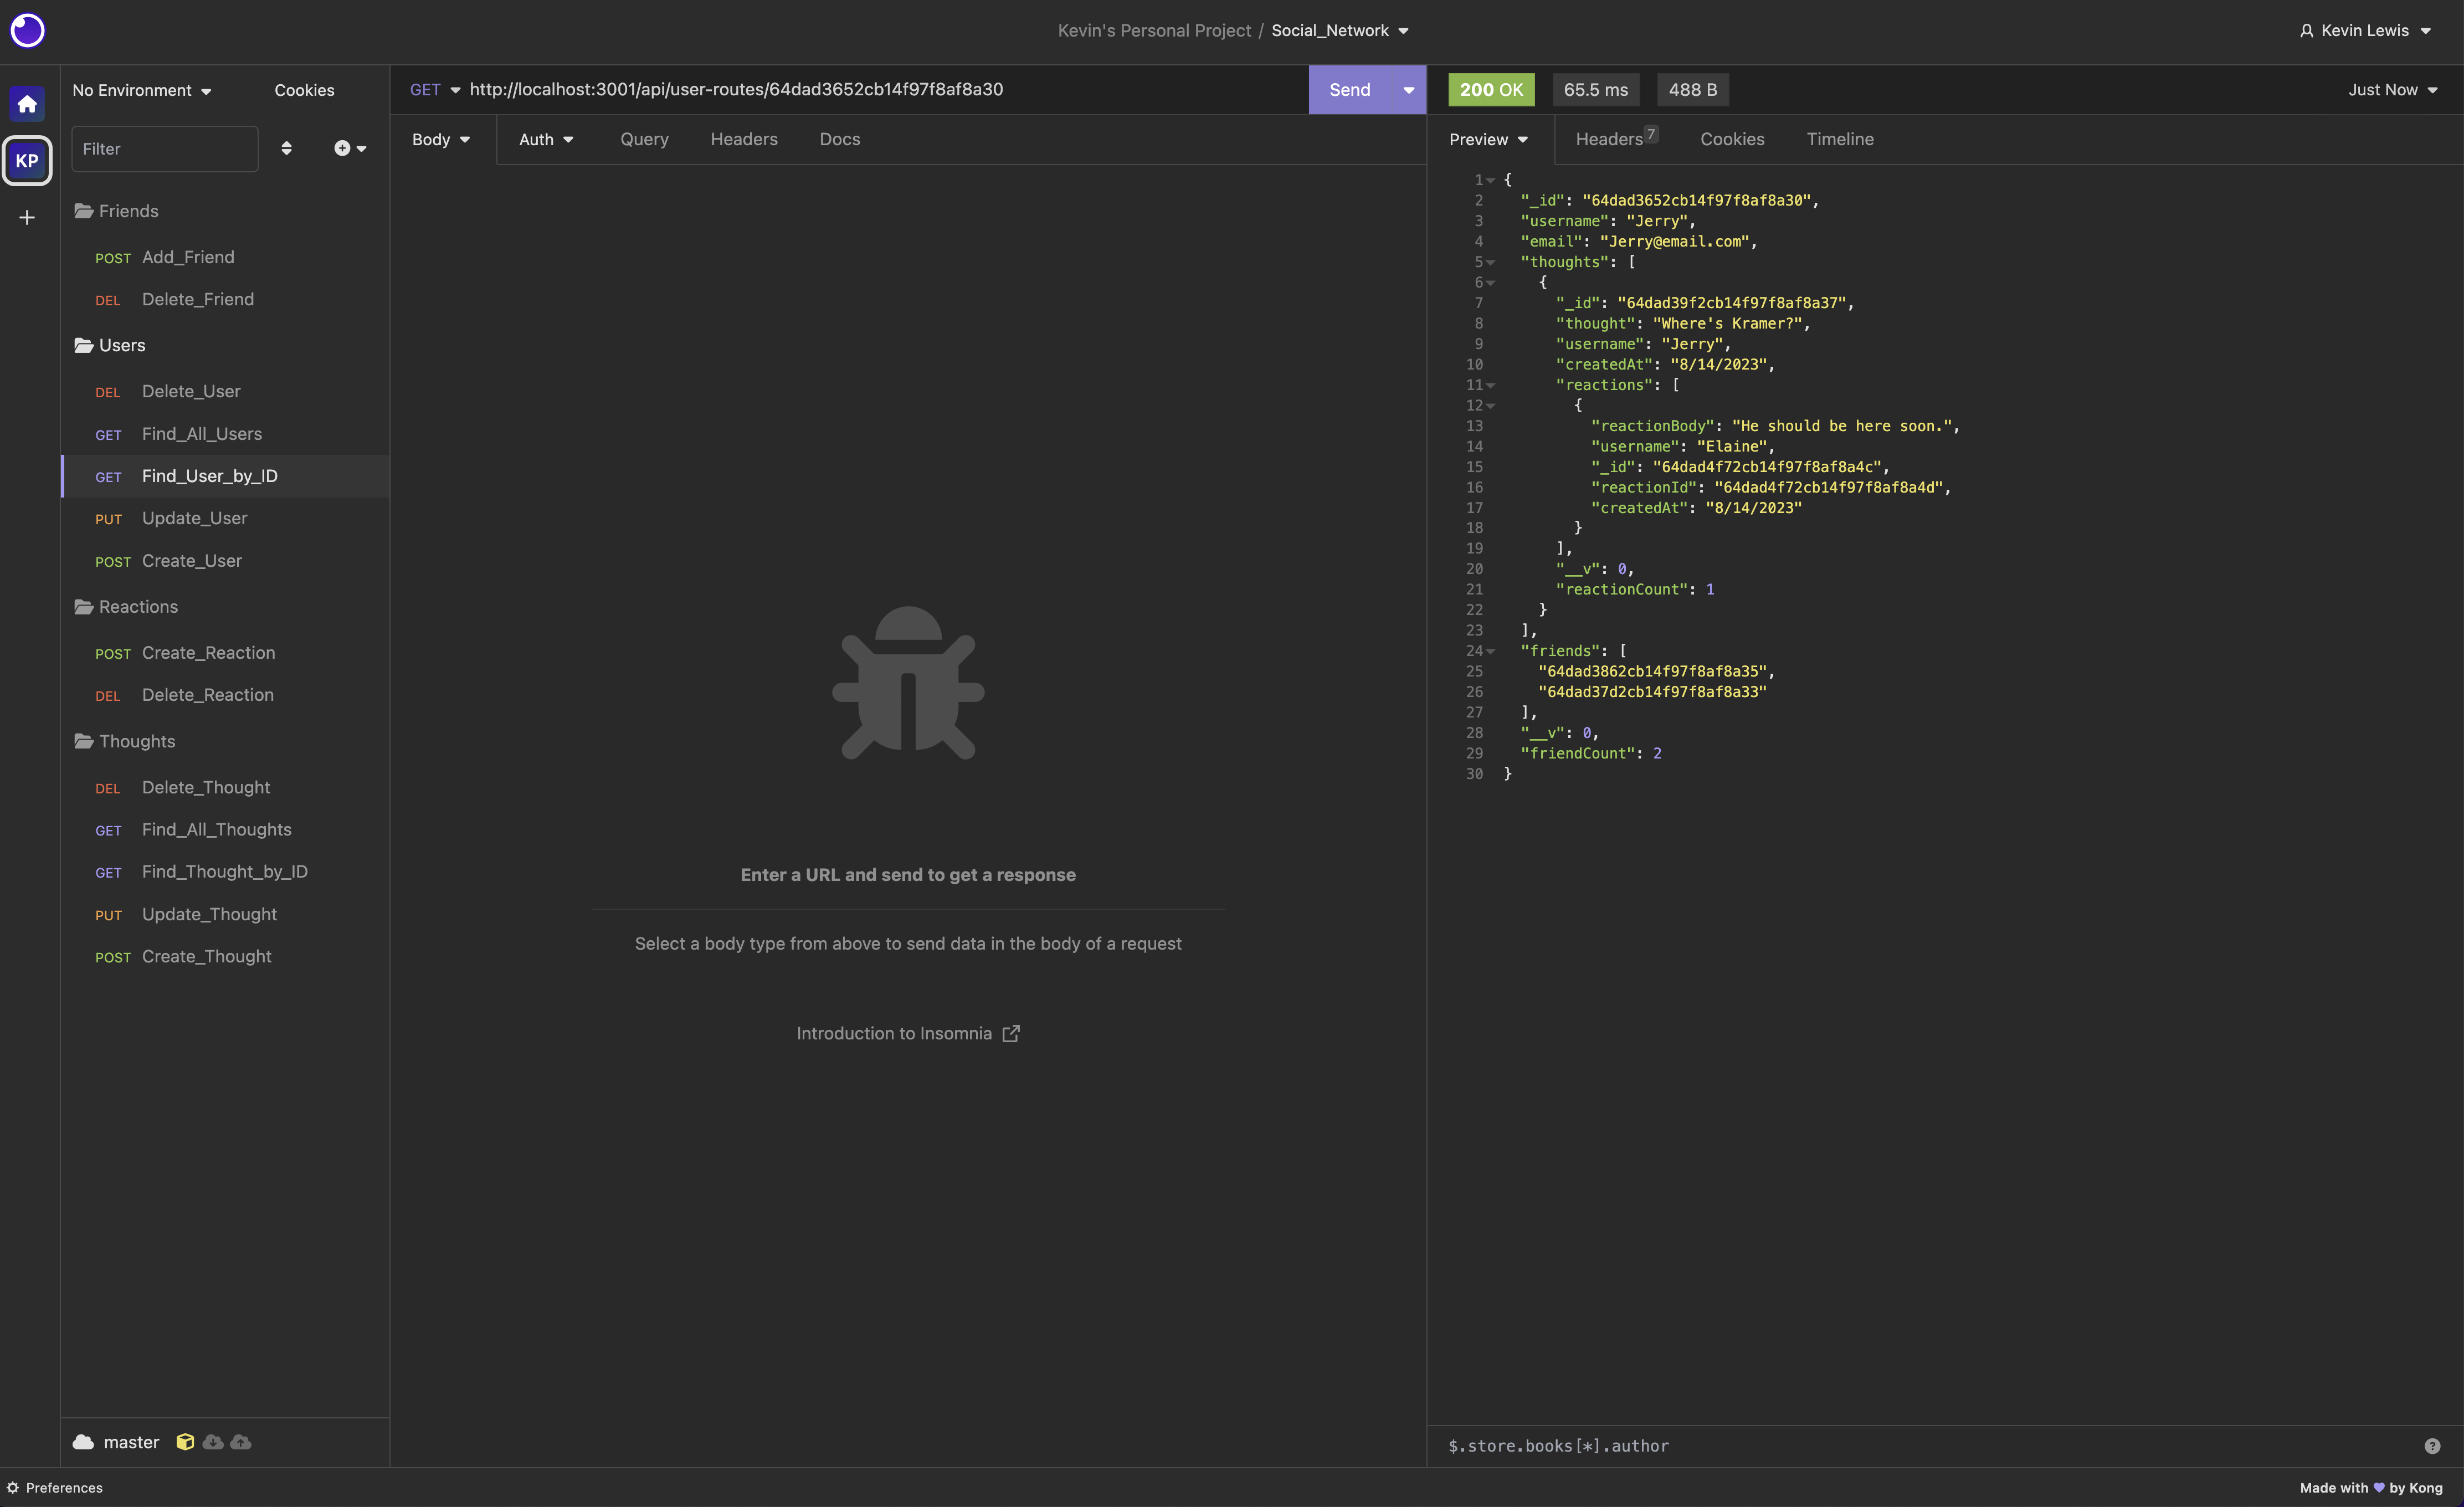 Kevin's Personal Project / Social_Network
Kevin Lewis
KP
No Environment
Cookies
Filter
Friends
POST Add_Friend
DEL Delete_Friend
Users
DEL Delete_User
GET Find_All_Users
GET Find_User_by_ID
PUT Update_User
POST Create_User
Reactions
POST Create_Reaction
DEL Delete_Reaction
Thoughts
DEL Delete_Thought
GET Find_All_Thoughts
GET Find_Thought_by_ID
PUT Update_Thought
POST Create_Thought
master
GET http://localhost:3001/api/user-routes/64dad3652cb14f97f8af8a30
Send
Body Auth Query Headers Docs
Enter a URL and send to get a response
Select a body type from above to send data in the body of a request
Introduction to Insomnia
200 OK 65.5 ms 488 B Just Now
Preview Headers 7 Cookies Timeline
1 {
2 "_id": "64dad3652cb14f97f8af8a30",
3 "username": "Jerry",
4 "email": "Jerry@email.com",
5 "thoughts": [
6 {
7 "_id": "64dad39f2cb14f97f8af8a37",
8 "thought": "Where's Kramer?",
9 "username": "Jerry",
10 "createdAt": "8/14/2023",
11 "reactions": [
12 {
13 "reactionBody": "He should be here soon.",
14 "username": "Elaine",
15 "_id": "64dad4f72cb14f97f8af8a4c",
16 "reactionId": "64dad4f72cb14f97f8af8a4d",
17 "createdAt": "8/14/2023"
18 }
19 ],
20 "__v": 0,
21 "reactionCount": 1
22 }
23 ],
24 "friends": [
25 "64dad3862cb14f97f8af8a35",
26 "64dad37d2cb14f97f8af8a33"
27 ],
28 "__v": 0,
29 "friendCount": 2
30 }
$.store.books[*].author
?
Preferences
Made with 💜 by Kong